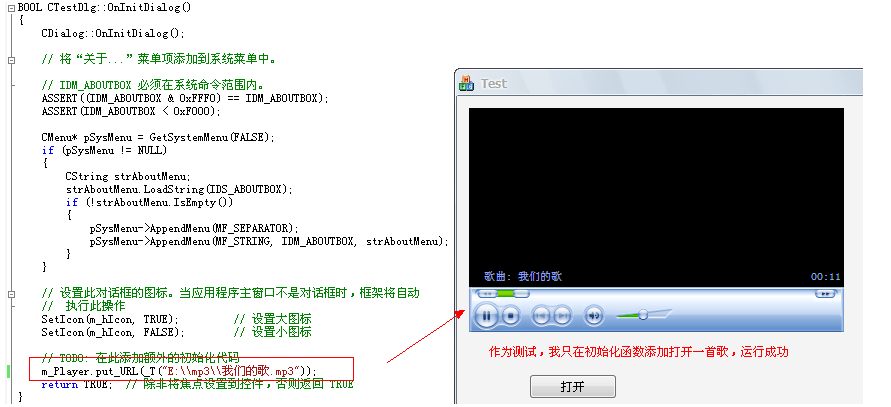 BOOL CTestDlg::OnInitDialog()
{
CDialog::OnInitDialog();
// 将“关于...”菜单项添加到系统菜单中。
// IDM_ABOUTBOX 必须在系统命令范围内。
ASSERT((IDM_ABOUTBOX & 0xFFF0) == IDM_ABOUTBOX);
ASSERT(IDM_ABOUTBOX < 0xF000);
CMenu* pSysMenu = GetSystemMenu(FALSE);
if (pSysMenu != NULL)
{
CString strAboutMenu;
strAboutMenu.LoadString(IDS_ABOUTBOX);
if (!strAboutMenu.IsEmpty())
{
pSysMenu->AppendMenu(MF_SEPARATOR);
pSysMenu->AppendMenu(MF_STRING, IDM_ABOUTBOX, strAboutMenu);
}
}
// 设置此对话框的图标。当应用程序主窗口不是对话框时，框架将自动
//  执行此操作
SetIcon(m_hIcon, TRUE); // 设置大图标
SetIcon(m_hIcon, FALSE); // 设置小图标
// TODO: 在此添加额外的初始化代码
m_Player.put_URL(_T("E:\\mp3\\我们的歌.mp3"));
return TRUE;  // 除非将焦点设置到控件，否则返回 TRUE
Test
歌曲: 我们的歌 00:11
作为测试，我只在初始化函数添加打开一首歌，运行成功
打开